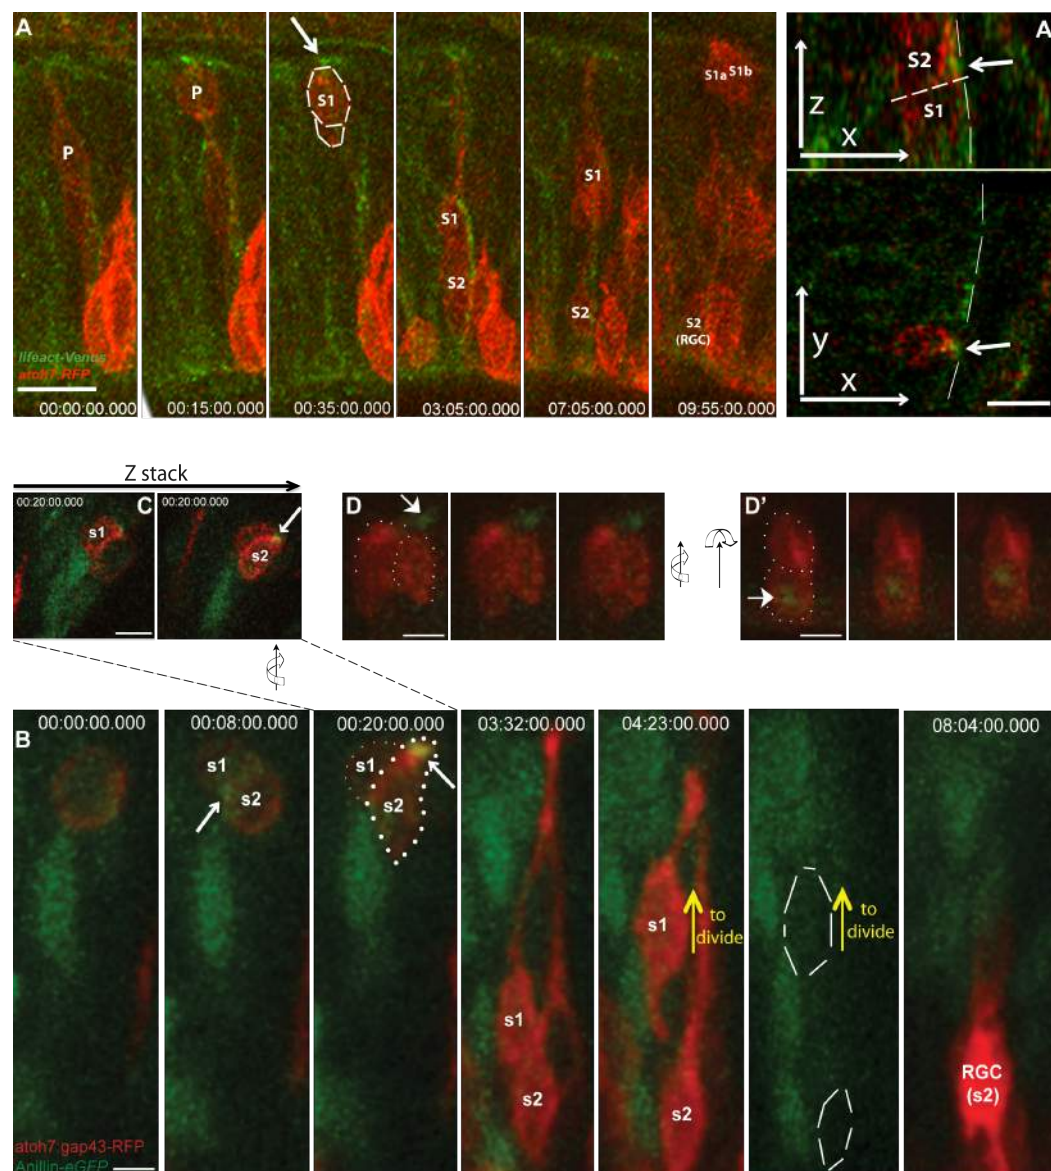 A
P
P
S1
S1
S2
S1
S2
S1a S1b
S2
(RGC)
lifeact-Venus
atoh7:RFP
00:00:00.000
00:15:00.000
00:35:00.000
03:05:00.000
07:05:00.000
09:55:00.000
A
S2
S1
Z
X
y
X
Z stack
00:20:00.000
C
s1
00:20:00.000
s2
D
D'
B
00:00:00.000
00:08:00.000
s1
s2
00:20:00.000
s1
s2
03:32:00.000
s1
s2
04:23:00.000
s1
to
divide
s2
to
divide
08:04:00.000
RGC
(s2)
atoh7:gap43-RFP
Anillin-eGFP